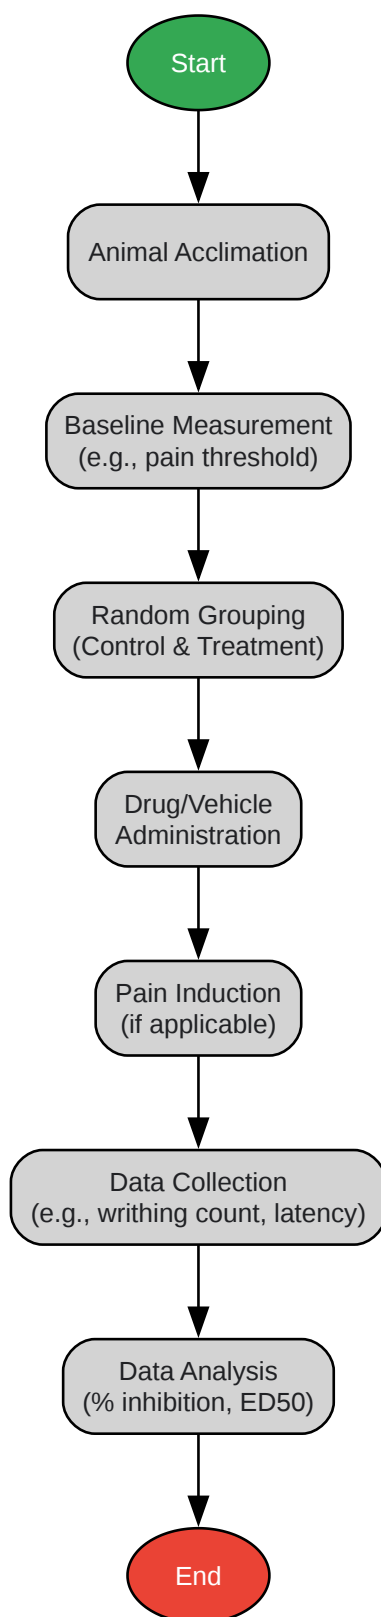 Start
Animal Acclimation
Baseline Measurement
(e.g., pain threshold)
Random Grouping
(Control & Treatment)
Drug/Vehicle
Administration
Pain Induction
(if applicable)
Data Collection
(e.g., writhing count, latency)
Data Analysis
(% inhibition, ED50)
End